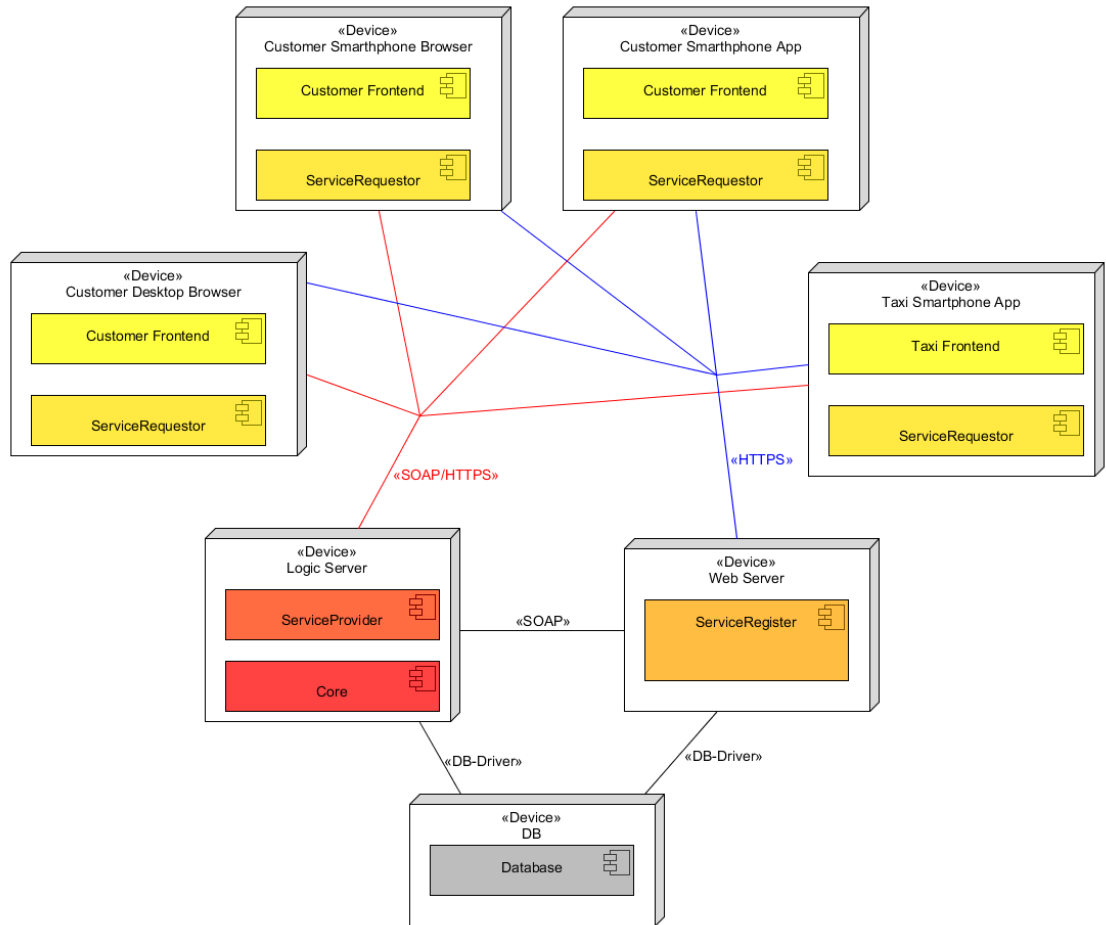 «Device»
Customer Smarthphone Browser
Customer Frontend
ServiceRequestor
«Device»
Customer Smarthphone App
Customer Frontend
ServiceRequestor
«Device»
Customer Desktop Browser
Customer Frontend
ServiceRequestor
«Device»
Taxi Smartphone App
Taxi Frontend
ServiceRequestor
«SOAP/HTTPS»
«HTTPS»
«Device»
Logic Server
ServiceProvider
Core
«SOAP»
«Device»
Web Server
ServiceRegister
«DB-Driver»
«DB-Driver»
«Device»
DB
Database